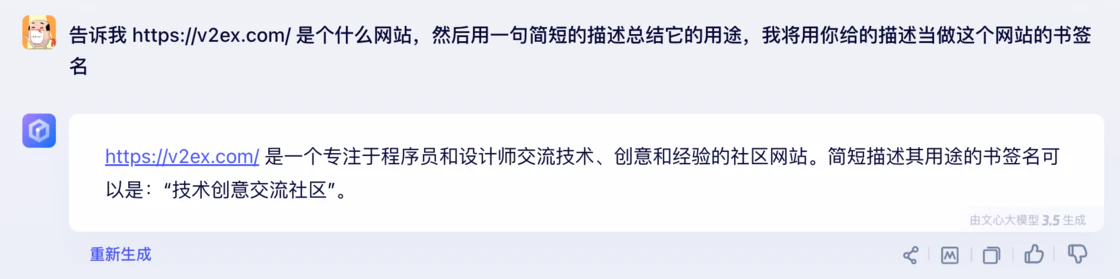 告诉我 https://v2ex.com/ 是个什么网站，然后用一句简短的描述总结它的用途，我将用你给的描述当做这个网站的书签
名
https://v2ex.com/ 是一个专注于程序员和设计师交流技术、创意和经验的社区网站。简短描述其用途的书签名可
以是：“技术创意交流社区”。
由文心大模型 3.5 生成
重新生成